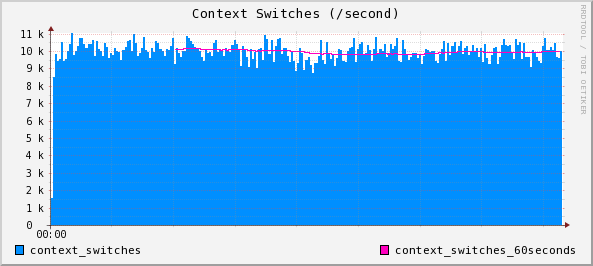 Context Switches (/second)
RRDTOOL / TOBI OETIKER
11 k
10 k
9 k
8 k
7 k
6 k
5 k
4 k
3 k
2 k
1 k
0
00:00
context_switches
context_switches_60seconds